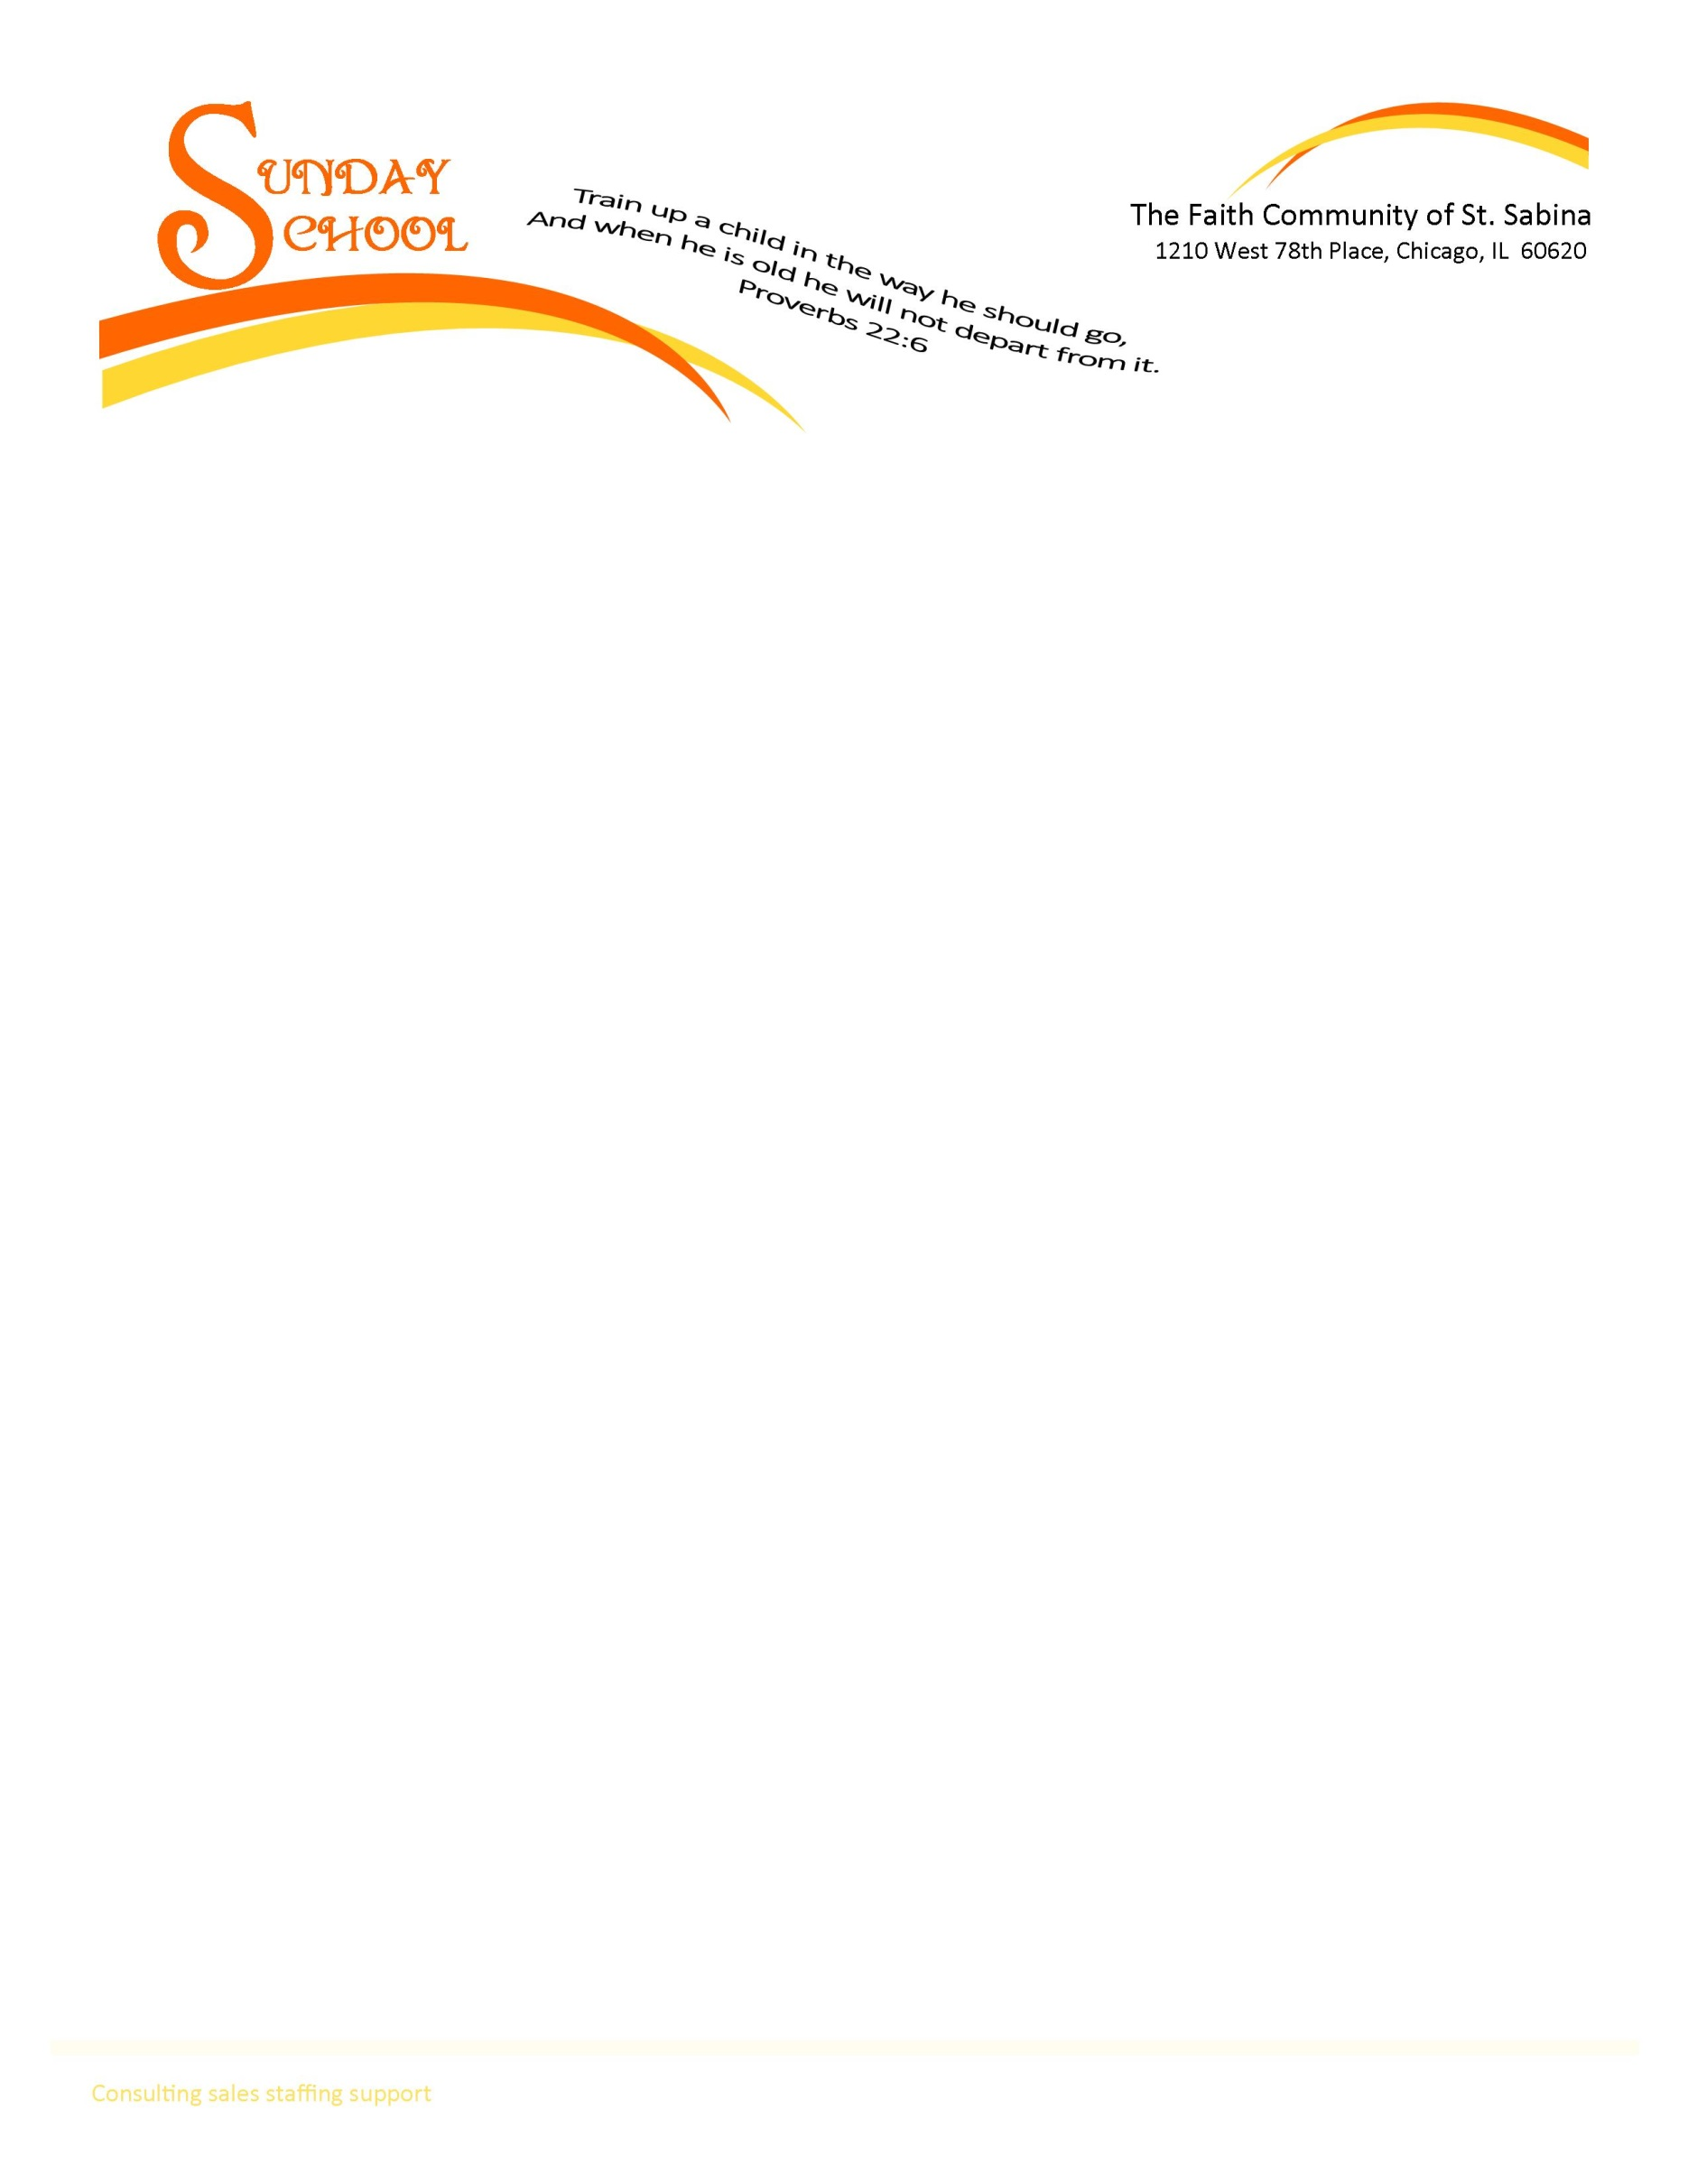 SUNDAY
SCHOOL
Train up a child in the way he should go,
And when he is old he will not depart from it.
Proverbs 22:6
The Faith Community of St. Sabina
1210 West 78th Place, Chicago, IL  60620
Consulting sales staffing support